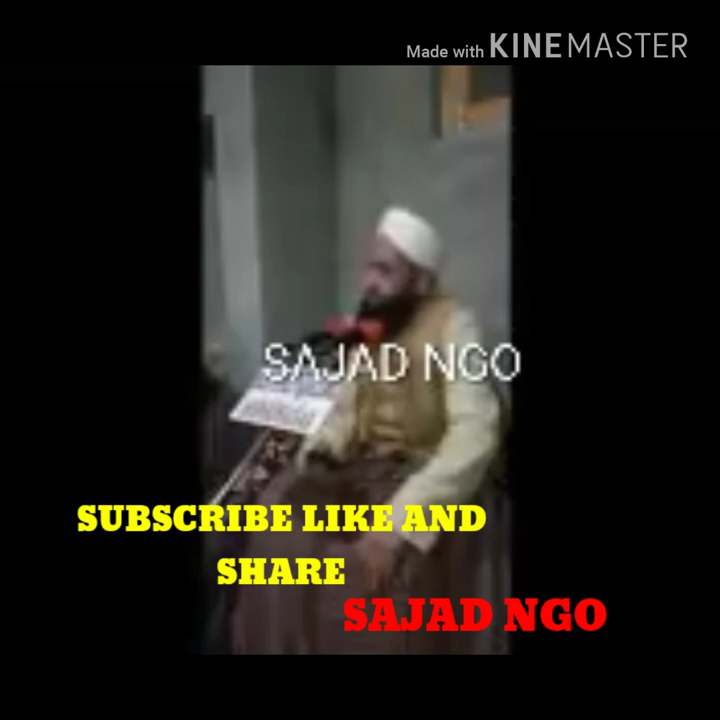 Made with KINEMASTER
SAJAD NGO
SUBSCRIBE LIKE AND
SHARE
SAJAD NGO